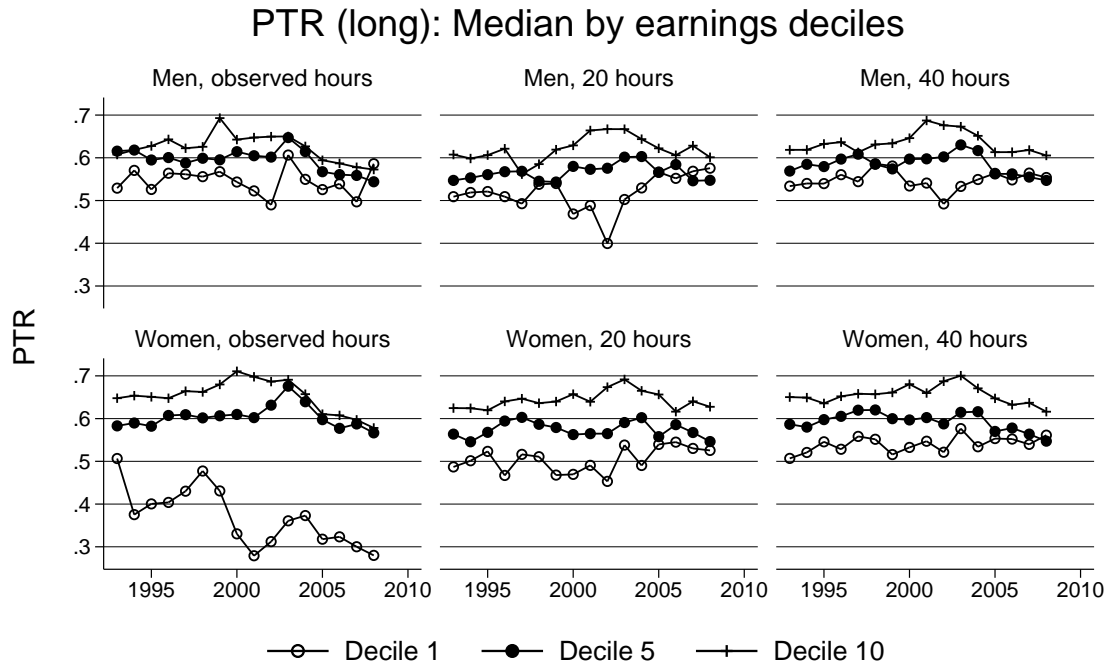 PTR (long): Median by earnings deciles
Men, observed hours
Men, 20 hours
Men, 40 hours
.7
.6
.5
.4
.3
PTR
Women, observed hours
Women, 20 hours
Women, 40 hours
.7
.6
.5
.4
.3
1995 2000 2005 2010 1995 2000 2005 2010 1995 2000 2005 2010
Decile 1 Decile 5 Decile 10